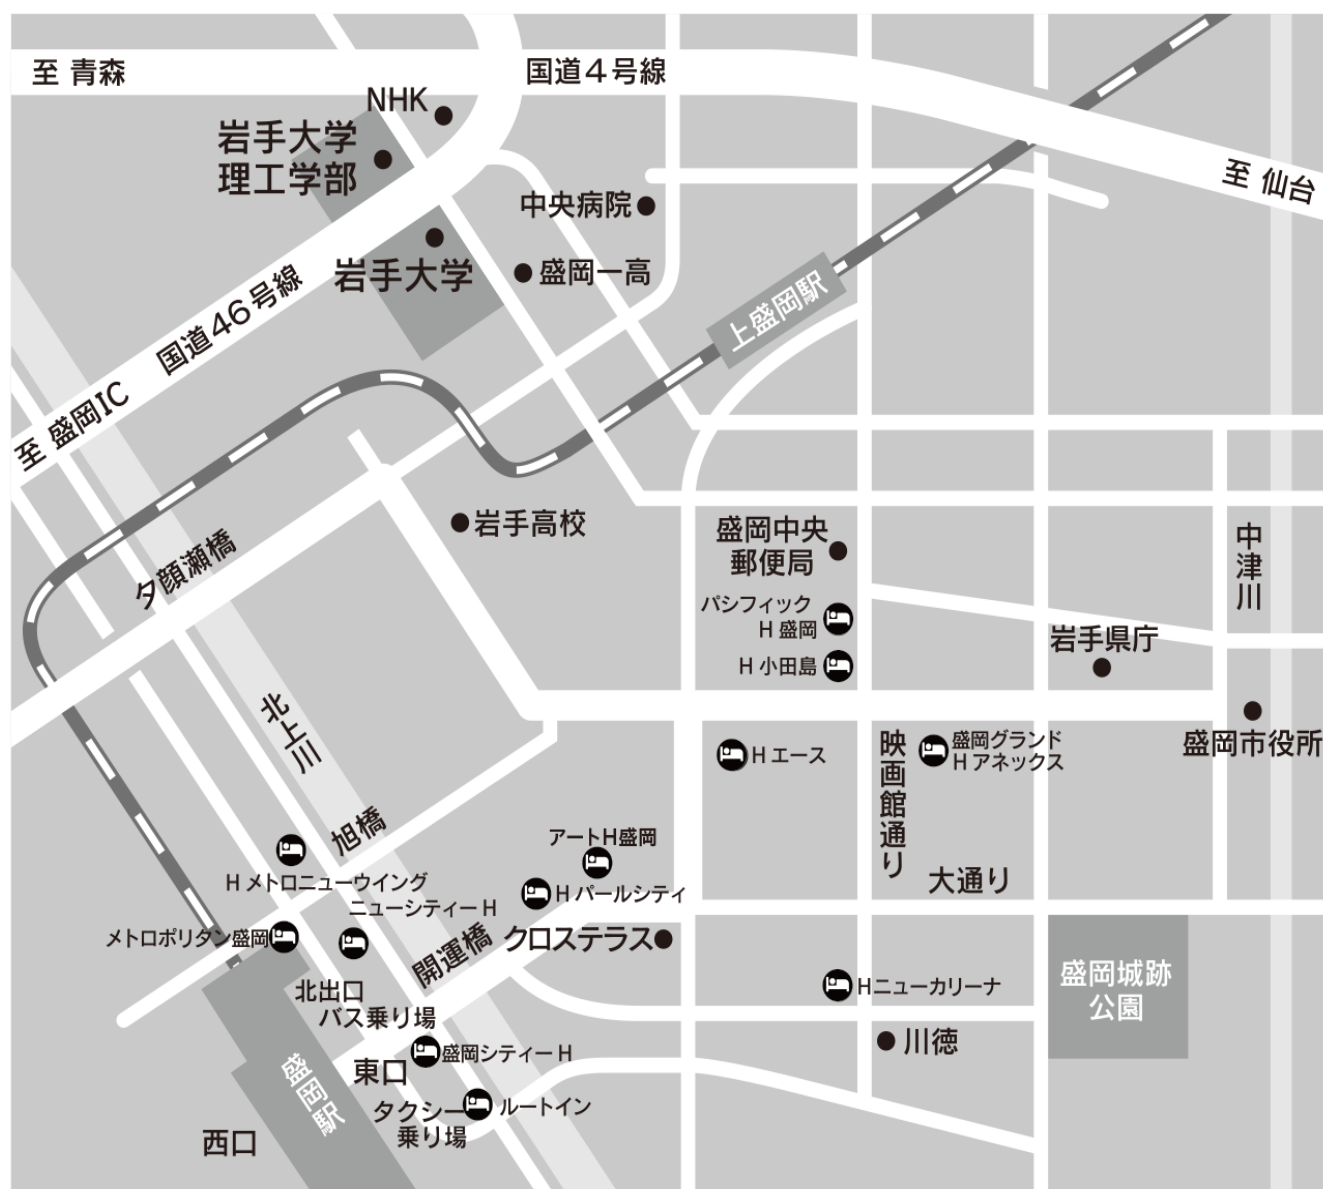 至 青森
国道４号線
NHK
岩手大学
理工学部
至 仙台
中央病院
岩手大学
盛岡一高
国道46号線
上盛岡駅
至 盛岡IC
岩手高校
盛岡中央
郵便局
中津川
夕顔瀬橋
パシフィック
H 盛岡
H 小田島
岩手県庁
北上川
盛岡市役所
H エース
映画館通り
盛岡グランド
H アネックス
旭橋
アートH盛岡
H メトロニューウイング
H パールシティ
大通り
ニューシティー H
メトロポリタン盛岡
開運橋
クロステラス
北出口
バス乗り場
Hニューカリーナ
盛岡城跡
公園
川徳
盛岡シティー H
東口
盛岡駅
タクシー
乗り場
ルートイン
西口